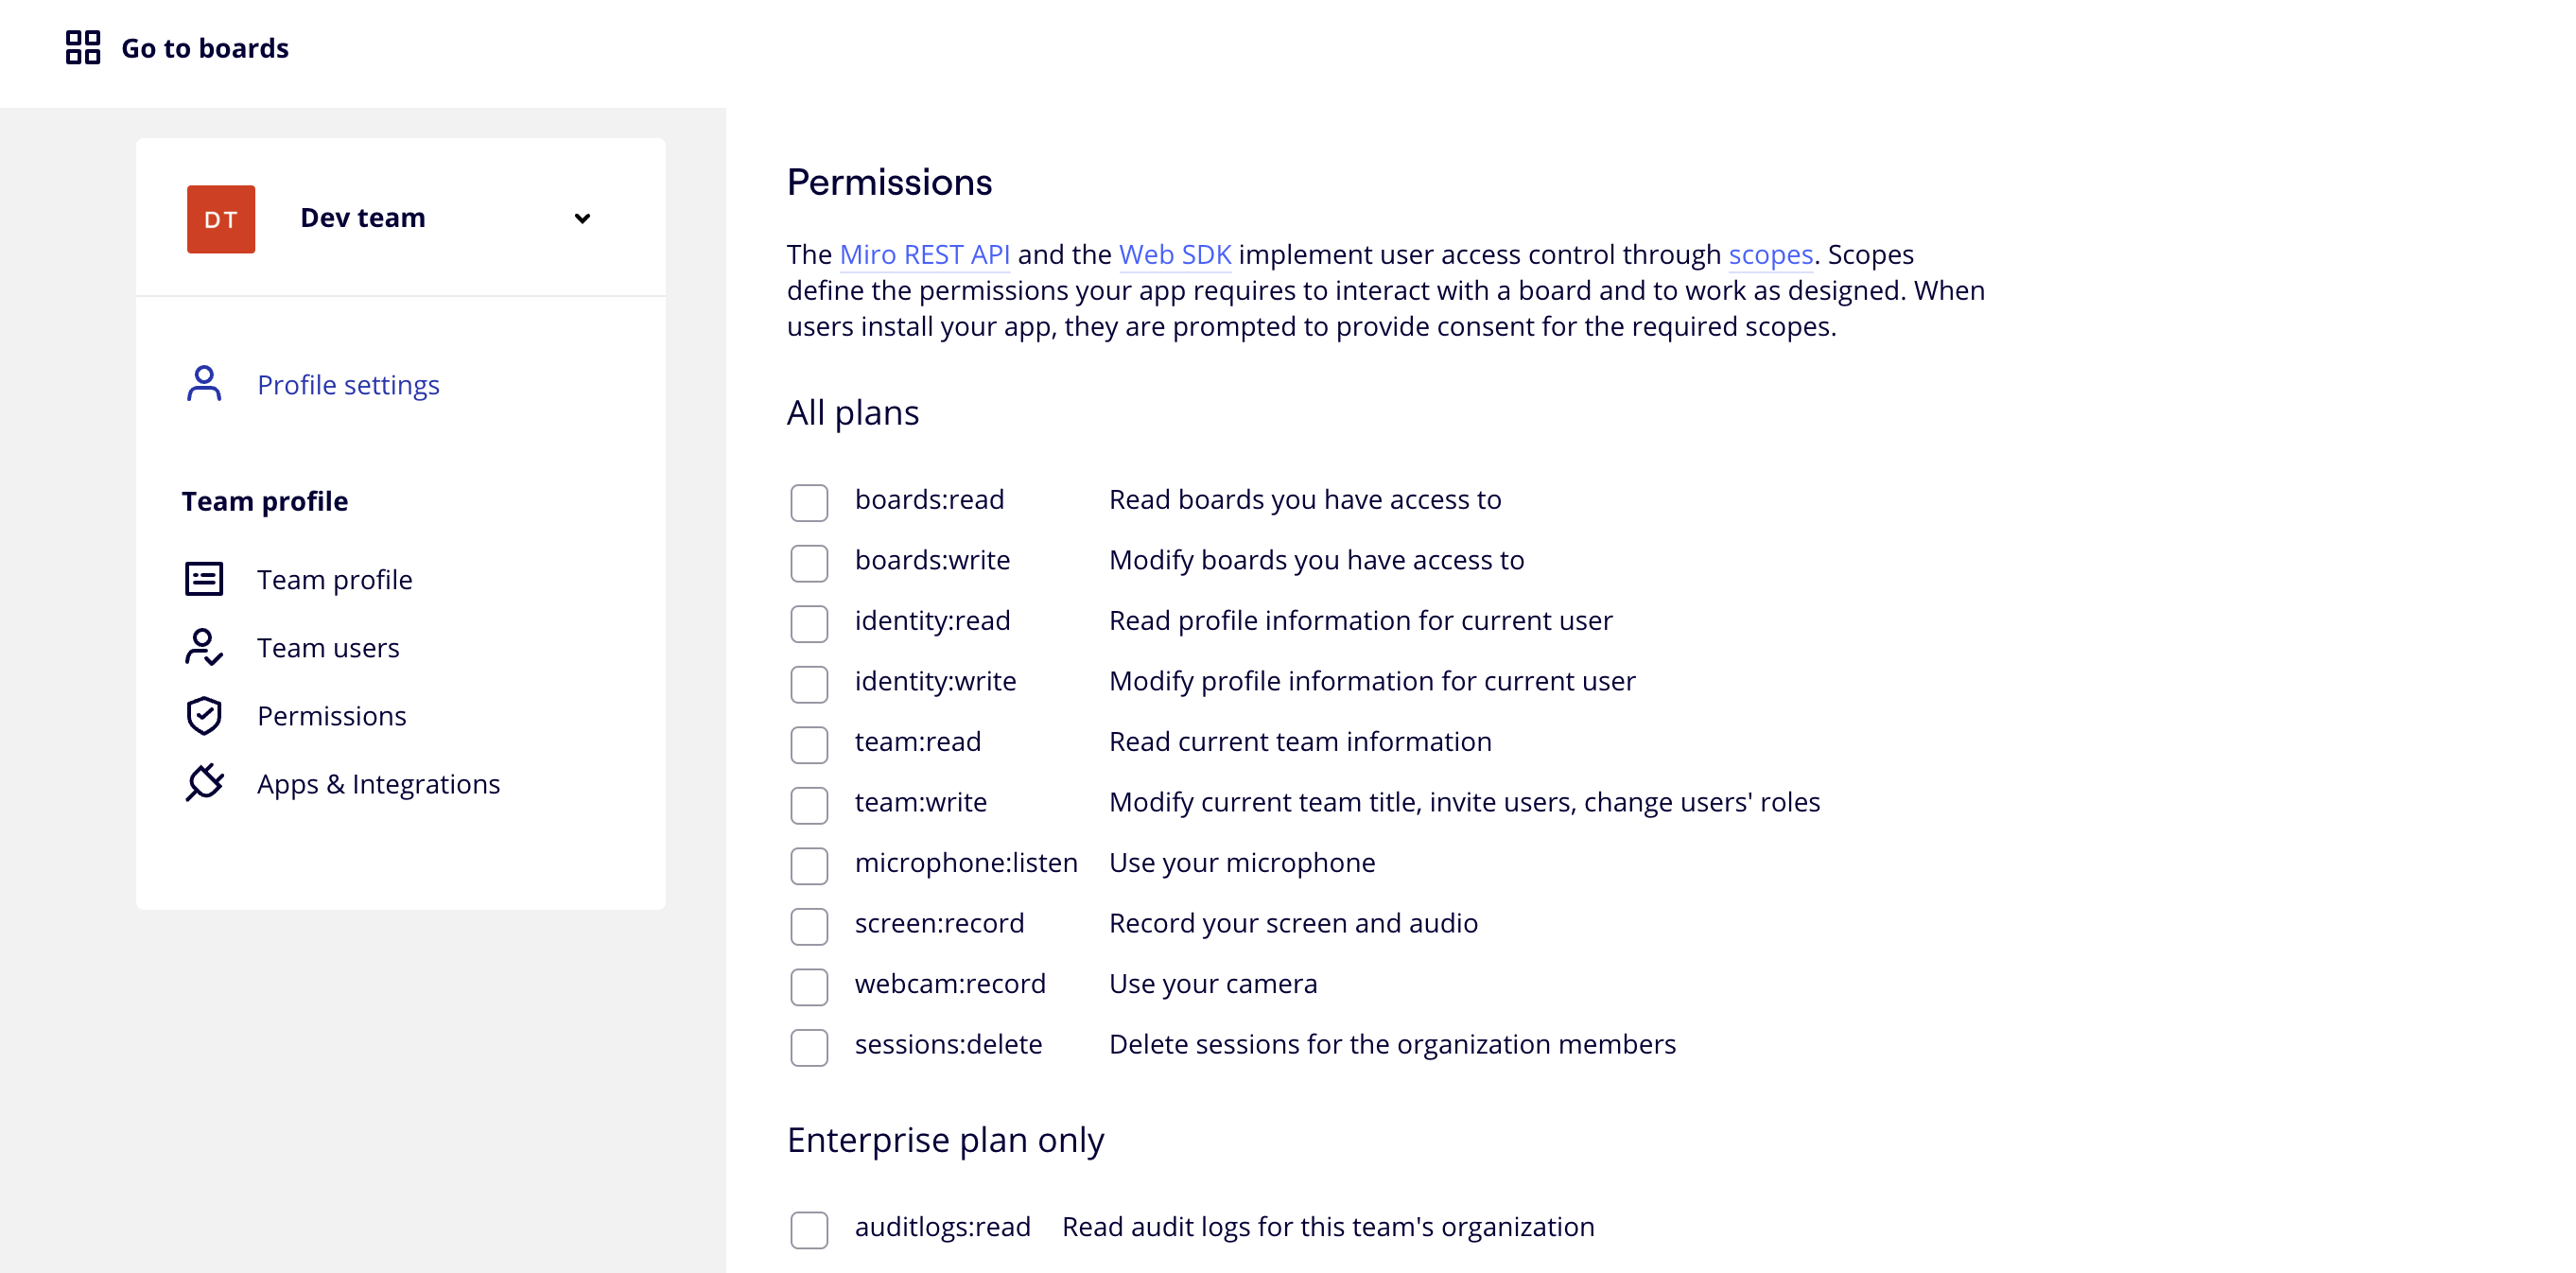 Go to boards
DT Dev team
Profile settings
Team profile
Team profile
Team users
Permissions
Apps & Integrations
Permissions
The Miro REST API and the Web SDK implement user access control through scopes. Scopes
define the permissions your app requires to interact with a board and to work as designed. When
users install your app, they are prompted to provide consent for the required scopes.
All plans
boards:read Read boards you have access to
boards:write Modify boards you have access to
identity:read Read profile information for current user
identity:write Modify profile information for current user
team:read Read current team information
team:write Modify current team title, invite users, change users' roles
microphone:listen Use your microphone
screen:record Record your screen and audio
webcam:record Use your camera
sessions:delete Delete sessions for the organization members
Enterprise plan only
auditlogs:read Read audit logs for this team's organization